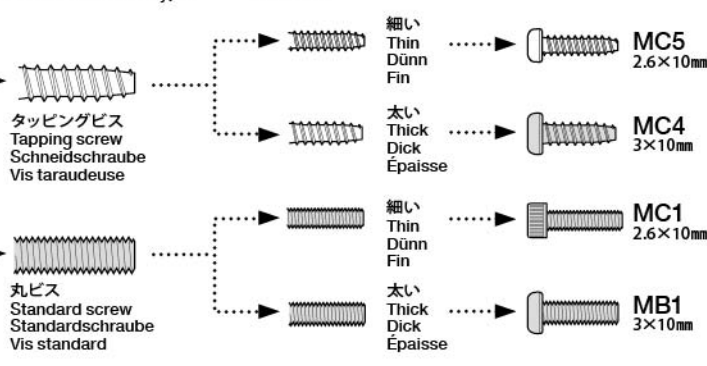 細い
Thin
Dünn
Fin
MC5
2.6×10mm
タッピングビス
Tapping screw
Schneidschraube
Vis taraudeuse
太い
Thick
Dick
Épaisse
MC4
3×10mm
細い
Thin
Dünn
Fin
MC1
2.6×10mm
丸ビス
Standard screw
Standardschraube
Vis standard
太い
Thick
Dick
Épaisse
MB1
3×10mm